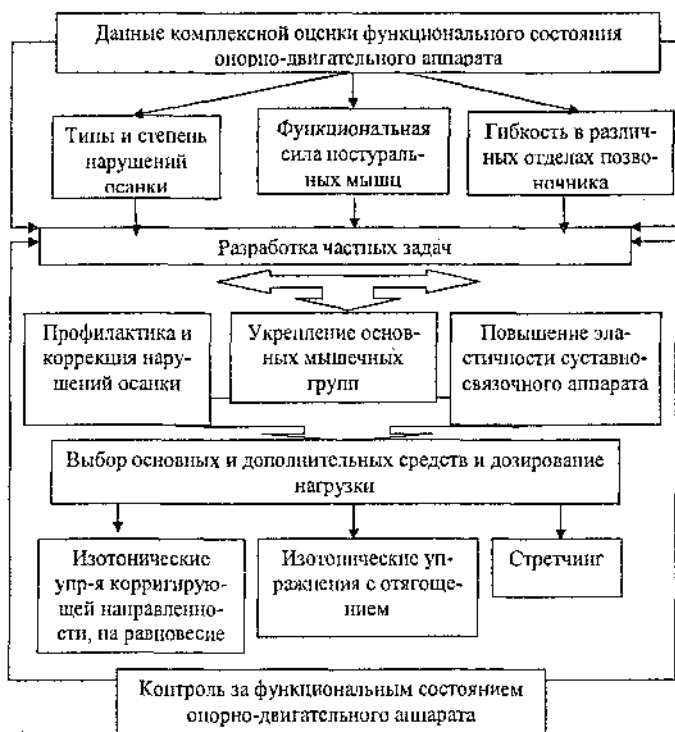 Данные комплексной оценки функционального состояния
опорно-двигательного аппарата
Типы и степень
нарушений
осанки
Функциональная
сила постураль-
ных мышц
Гибкость в различ-
ных отделах позво-
ночника
Разработка частных задач
Профилактика и
коррекция нару-
шений осанки
Укрепление основ-
ных мышечных
групп
Повышение эла-
стичности суставно-
связочного аппарата
Выбор основных и дополнительных средств и дозирование
нагрузки
Изотонические
упр-я корригирую-
щей направленно-
сти, на равновесие
Изотонические уп-
ражнения с отягоще-
нием
Стретчинг
Контроль за функциональным состоянием
опорно-двигательного аппарата